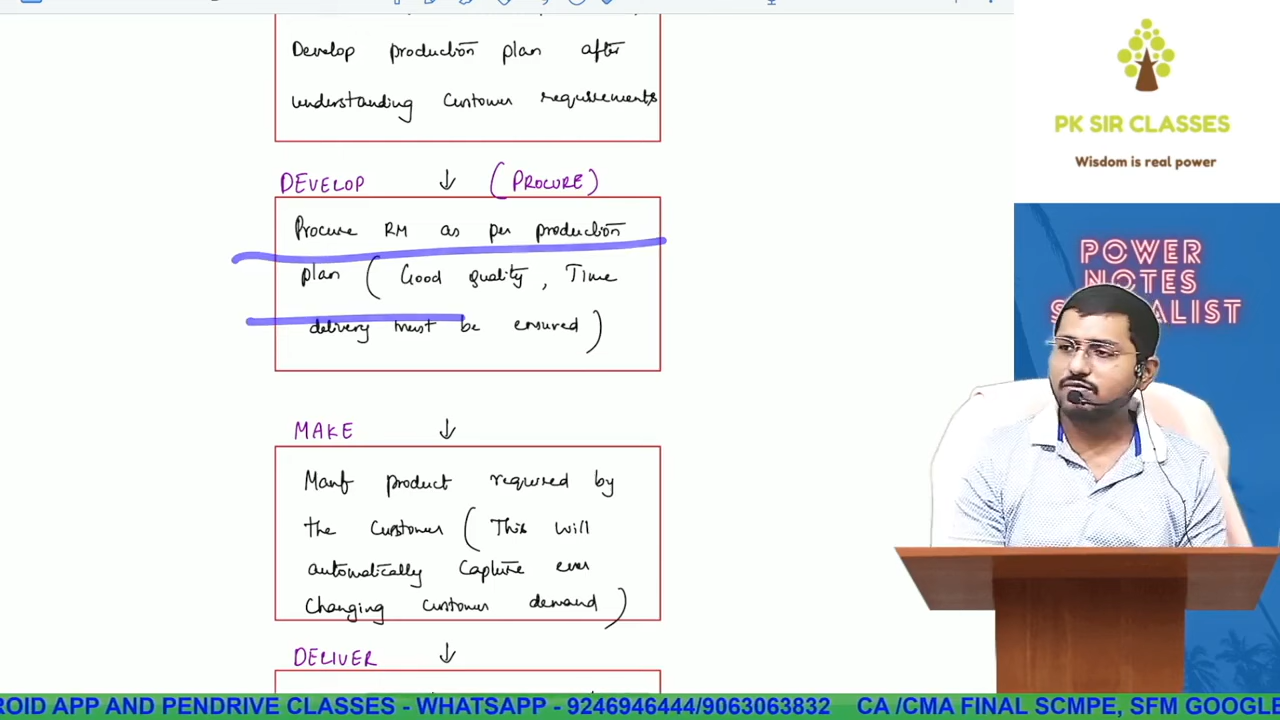 Develop production plan after
understanding Customer requirements
DEVELOP ↓ (PROCURE)
Procure RM as per production
plan (Good quality, Time
delivery must be ensured)
MAKE ↓
Manf product required by
the customer (This will
automatically Capture ever
Changing customer demand)
DELIVER ↓
PK SIR CLASSES
Wisdom is real power
POWER
NOTES
S IALIST
ROID APP AND PENDRIVE CLASSES - WHATSAPP - 9246946444/9063063832 CA /CMA FINAL SCMPE, SFM GOOGLE